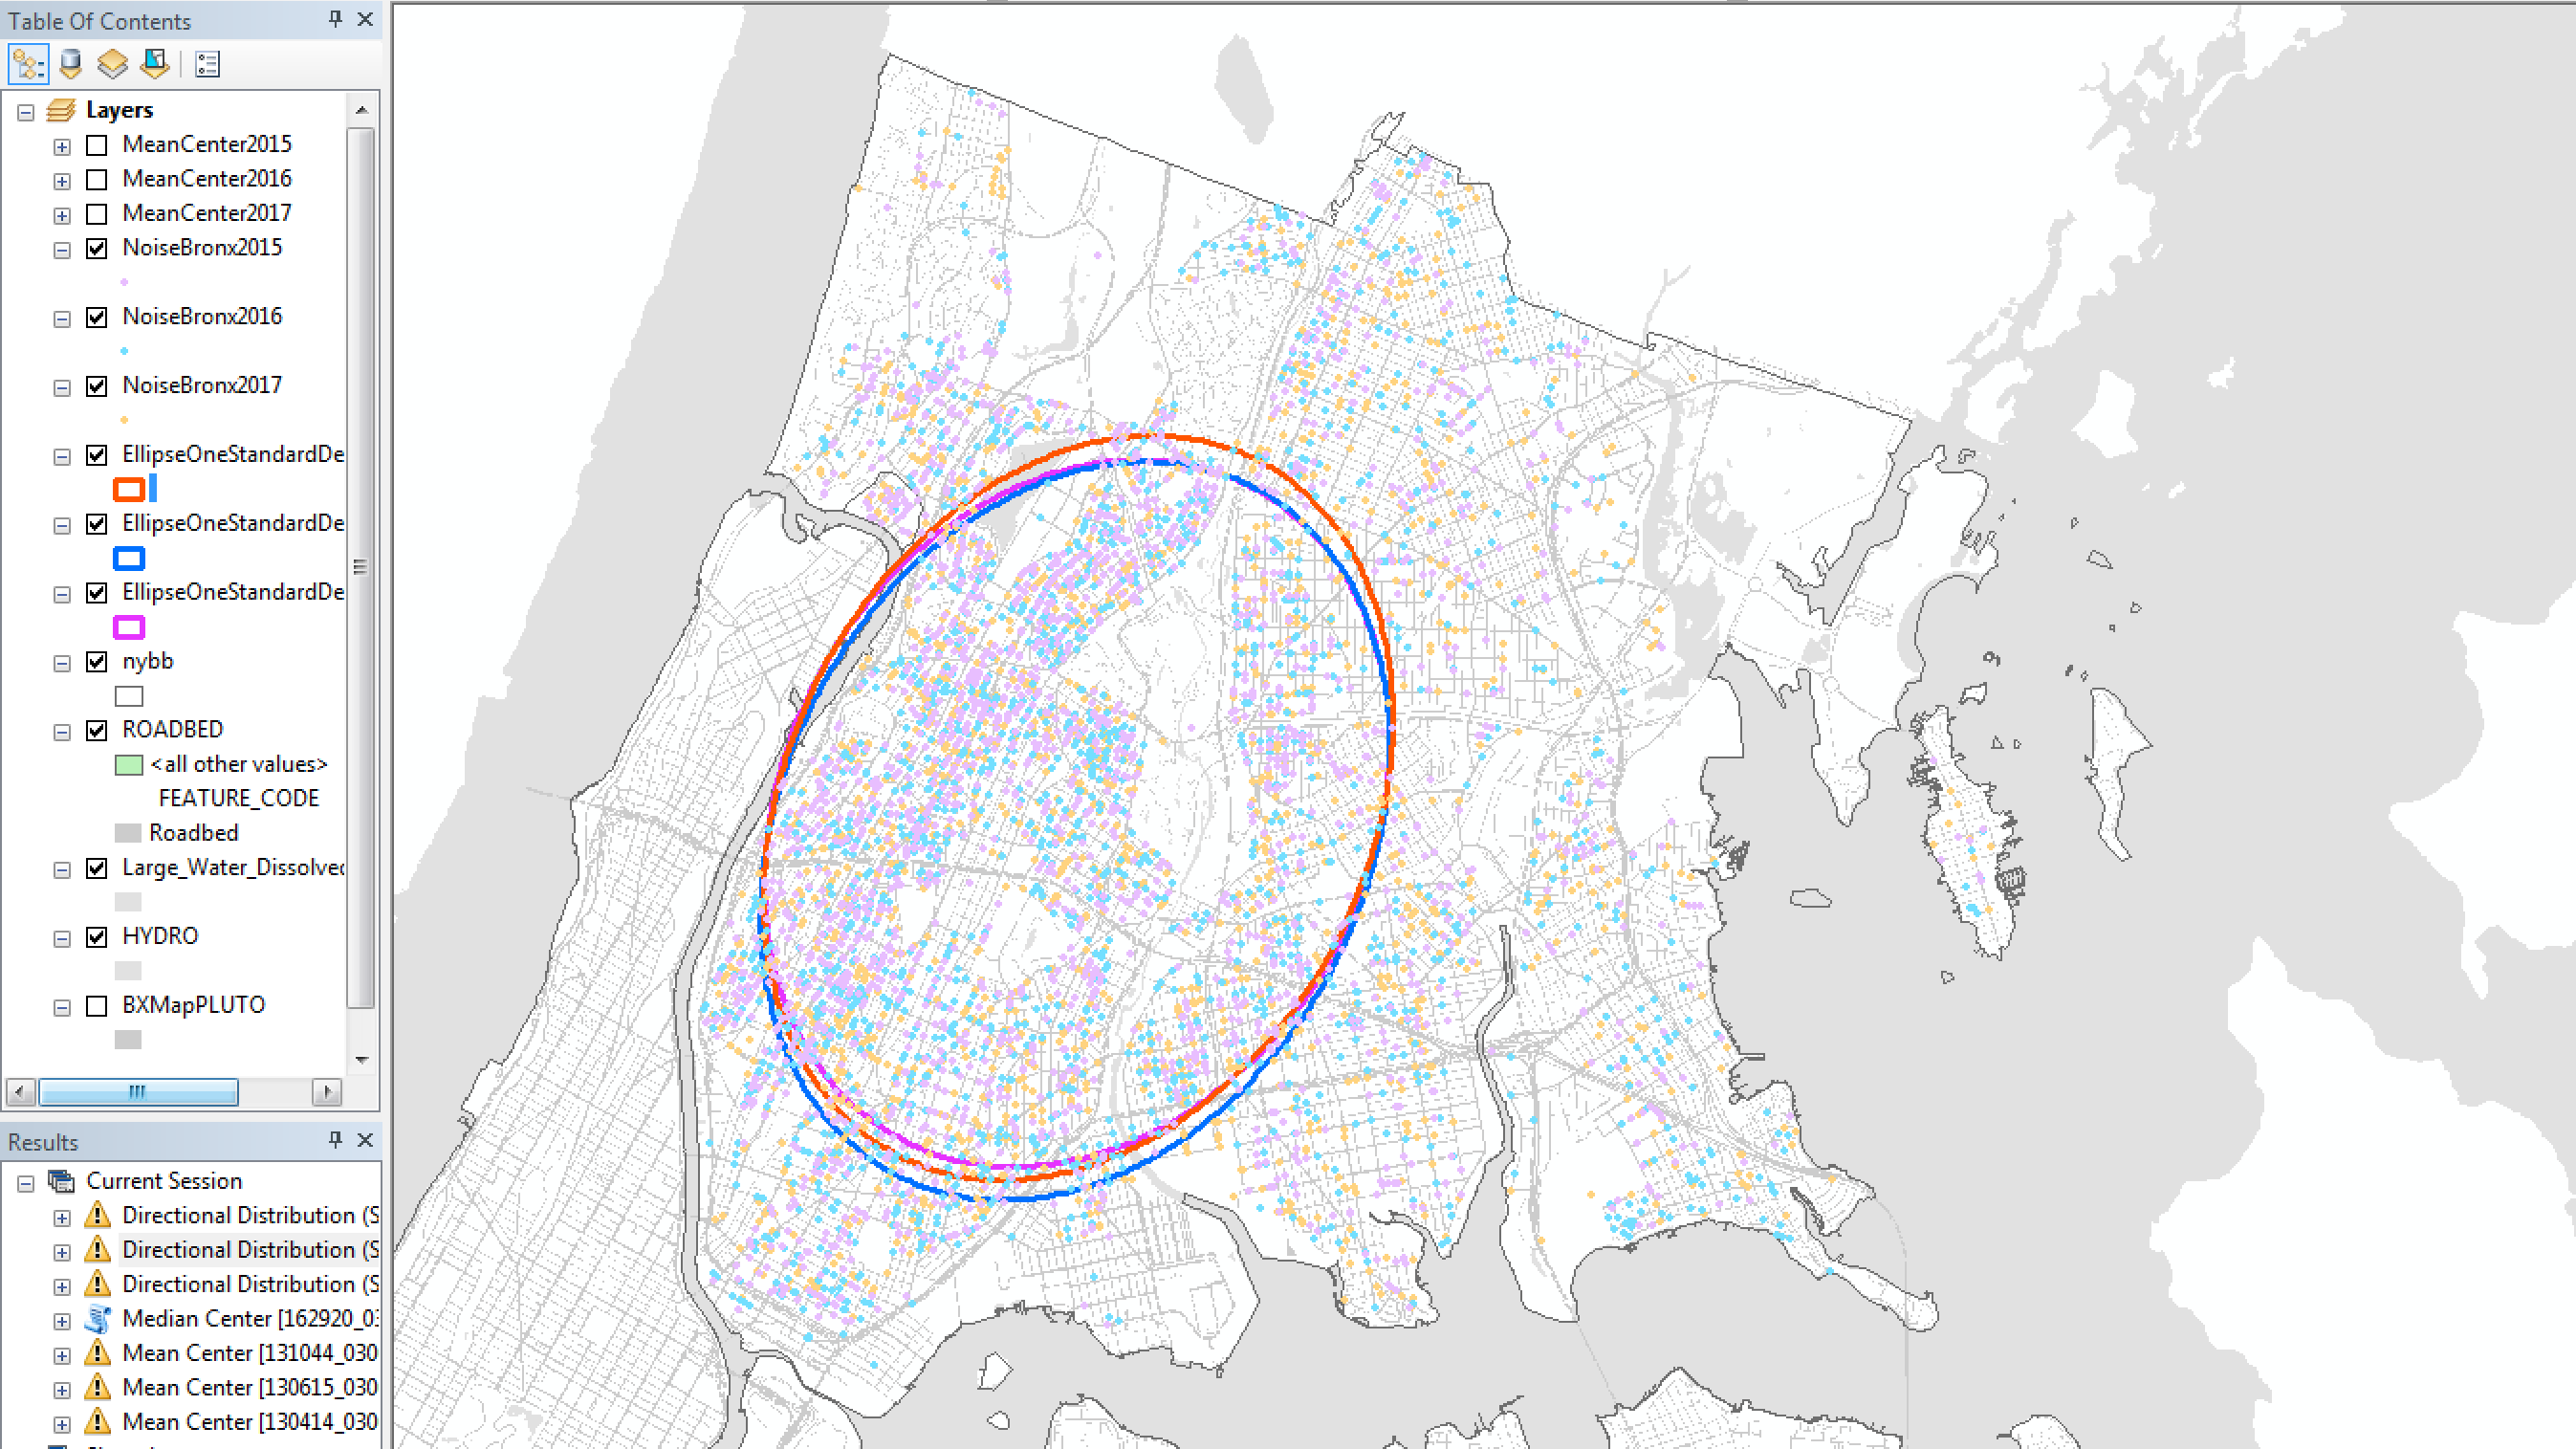 Table Of Contents
Layers
MeanCenter2015
MeanCenter2016
MeanCenter2017
NoiseBronx2015
NoiseBronx2016
NoiseBronx2017
EllipseOneStandardDe
EllipseOneStandardDe
EllipseOneStandardDe
nybb
ROADBED
<all other values>
FEATURE_CODE
Roadbed
Large_Water_Dissolved
HYDRO
BXMapPLUTO
Results
Current Session
Directional Distribution (S
Directional Distribution (S
Directional Distribution (S
Median Center [162920_0
Mean Center [131044_030
Mean Center [130615_030
Mean Center [130414_030